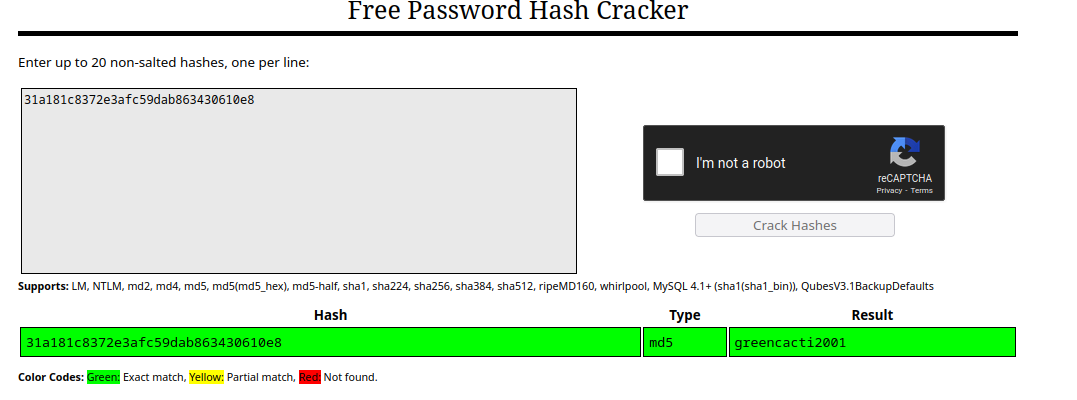 Free Password Hash Cracker
Enter up to 20 non-salted hashes, one per line:
31a181c8372e3afc59dab863430610e8
I'm not a robot
reCAPTCHA
Privacy - Terms
Crack Hashes
Supports: LM, NTLM, md2, md4, md5, md5(md5_hex), md5-half, sha1, sha224, sha256, sha384, sha512, ripeMD160, whirlpool, MySQL 4.1+ (sha1(sha1_bin)), QubesV3.1BackupDefaults
Hash Type Result
31a181c8372e3afc59dab863430610e8 md5 greencacti2001
Color Codes: Green: Exact match, Yellow: Partial match, Red: Not found.